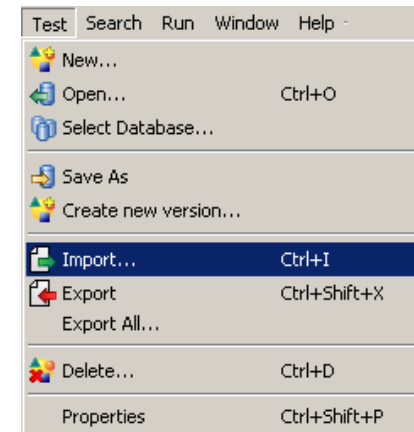 Test Search Run Window Help
New...
Open... Ctrl+O
Select Database...
Save As
Create new version...
Import... Ctrl+I
Export Ctrl+Shift+X
Export All...
Delete... Ctrl+D
Properties Ctrl+Shift+P